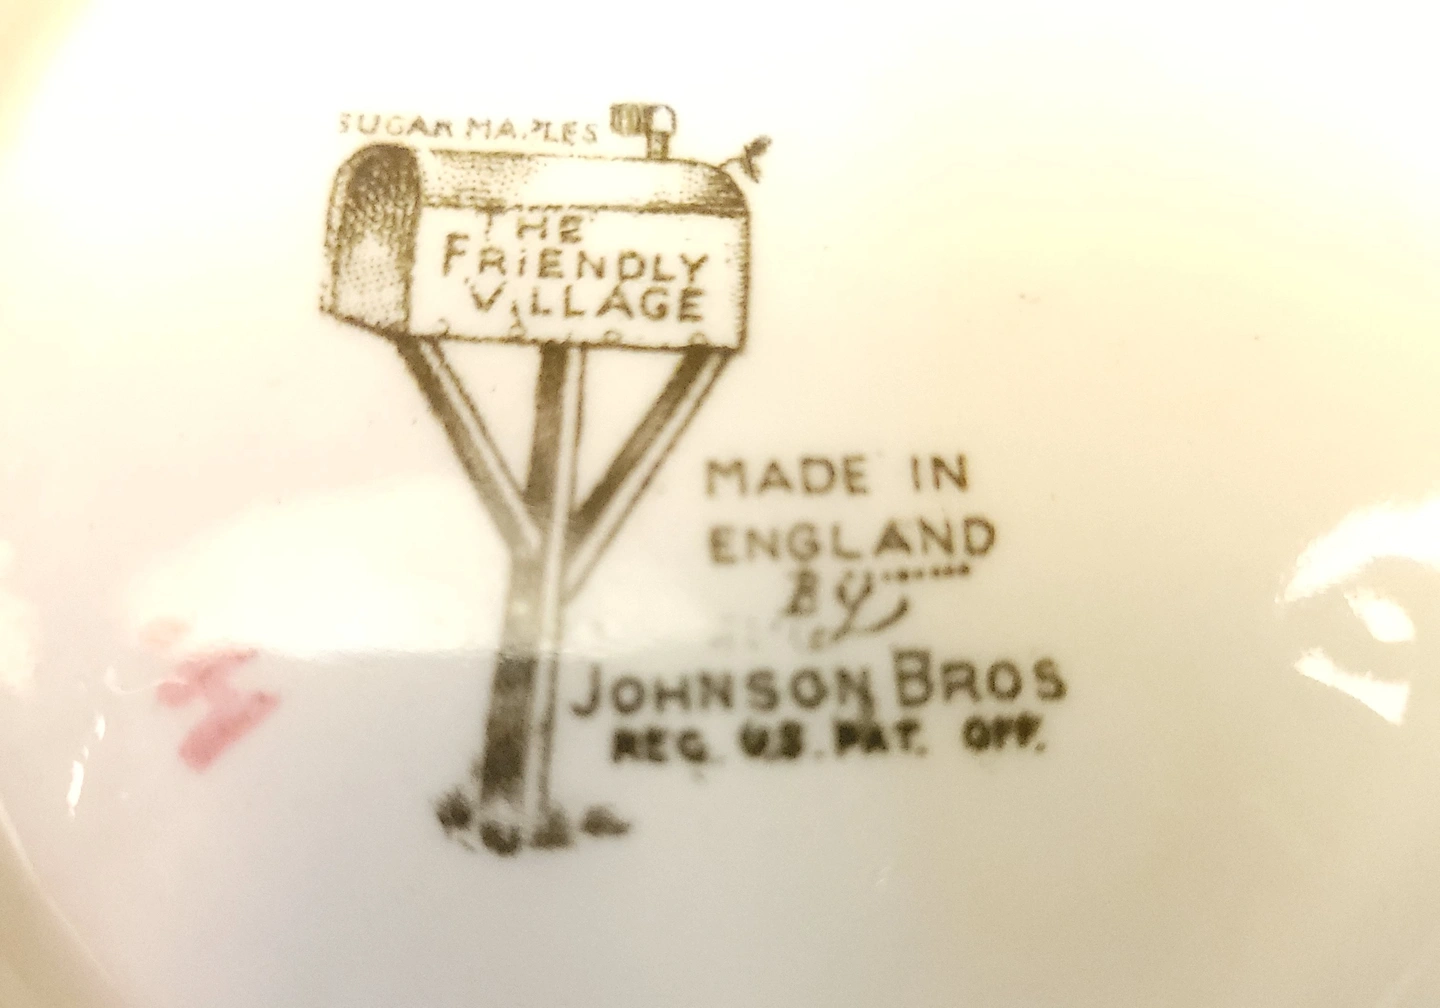 SUGAR MAPLES
THE
FRiENDLY
ViLLAGE
MADE IN
ENGLAND
By
JOHNSON BROS
REG. U.S. PAT. OFF.